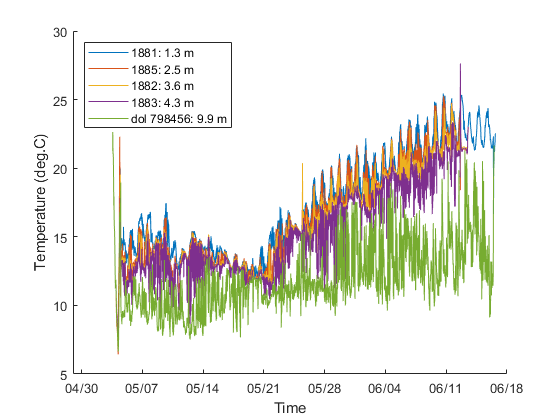 30
25
20
15
10
5
Temperature (deg.C)
1881: 1.3 m
1885: 2.5 m
1882: 3.6 m
1883: 4.3 m
dol 798456: 9.9 m
04/30 05/07 05/14 05/21 05/28 06/04 06/11 06/18
Time